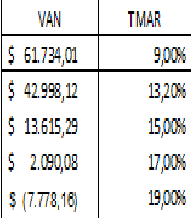 VAN TMAR
$ 61.734,01 9,00%
$ 42.998,12 13,20%
$ 13.615,29 15,00%
$ 2.090,08 17,00%
$ (7.778,16) 19,00%